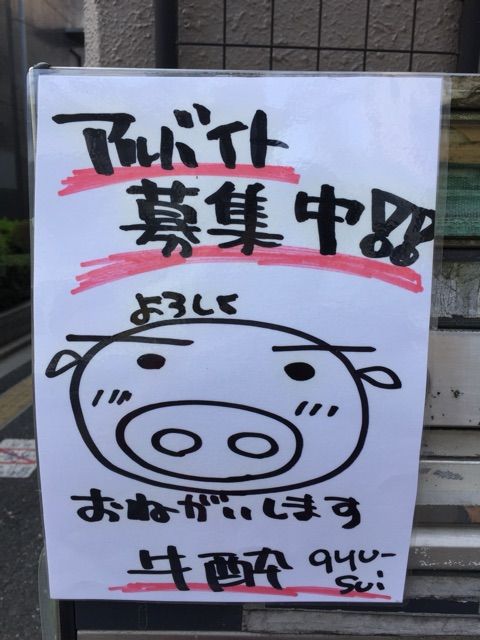 アルバイト
募集中!!
よろしく
おねがいします
牛酔 gyu-
sui